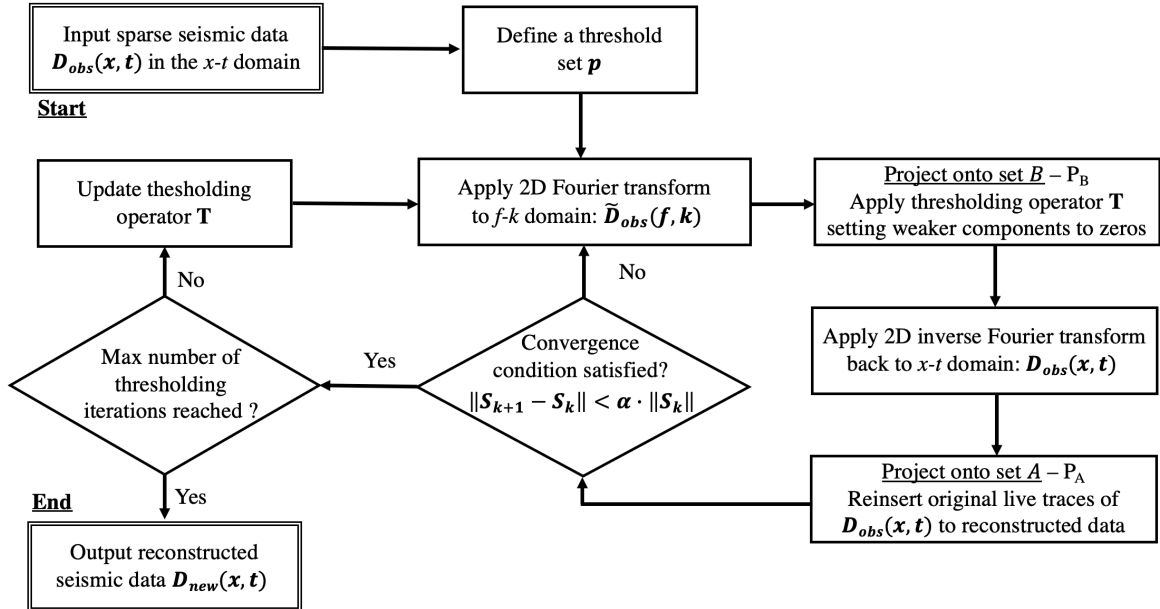 Input sparse seismic data
D_obs(x, t) in the x-t domain
Start
Define a threshold
set p
Update thesholding
operator T
Apply 2D Fourier transform
to f-k domain: D̃_obs(f, k)
Project onto set B – P_B
Apply thresholding operator T
setting weaker components to zeros
No
No
Max number of
thresholding
iterations reached ?
Yes
Convergence
condition satisfied?
‖S_{k+1} − S_k‖ < α · ‖S_k‖
Apply 2D inverse Fourier transform
back to x-t domain: D_obs(x, t)
Project onto set A – P_A
Reinsert original live traces of
D_obs(x, t) to reconstructed data
Yes
End
Output reconstructed
seismic data D_new(x, t)